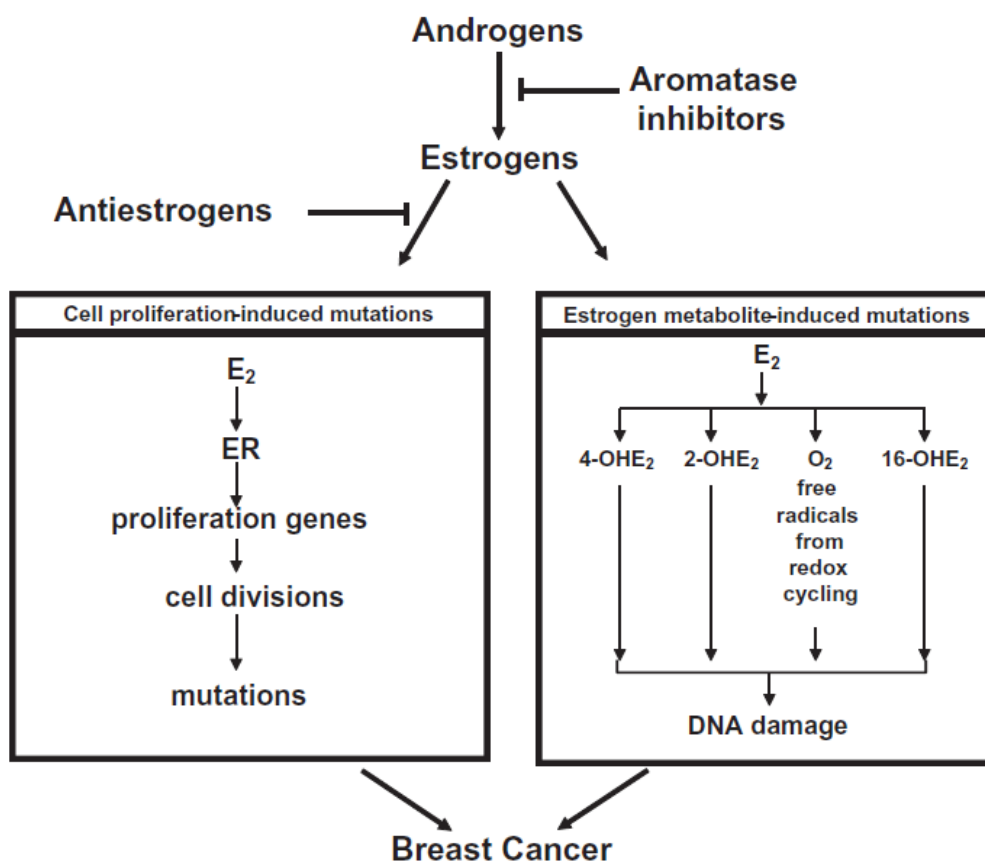 Androgens
Aromatase
inhibitors
Estrogens
Antiestrogens
Cell proliferation-induced mutations
E₂
ER
proliferation genes
cell divisions
mutations
Estrogen metabolite-induced mutations
E₂
4-OHE₂ 2-OHE₂ O₂ 16-OHE₂
free
radicals
from
redox
cycling
DNA damage
Breast Cancer